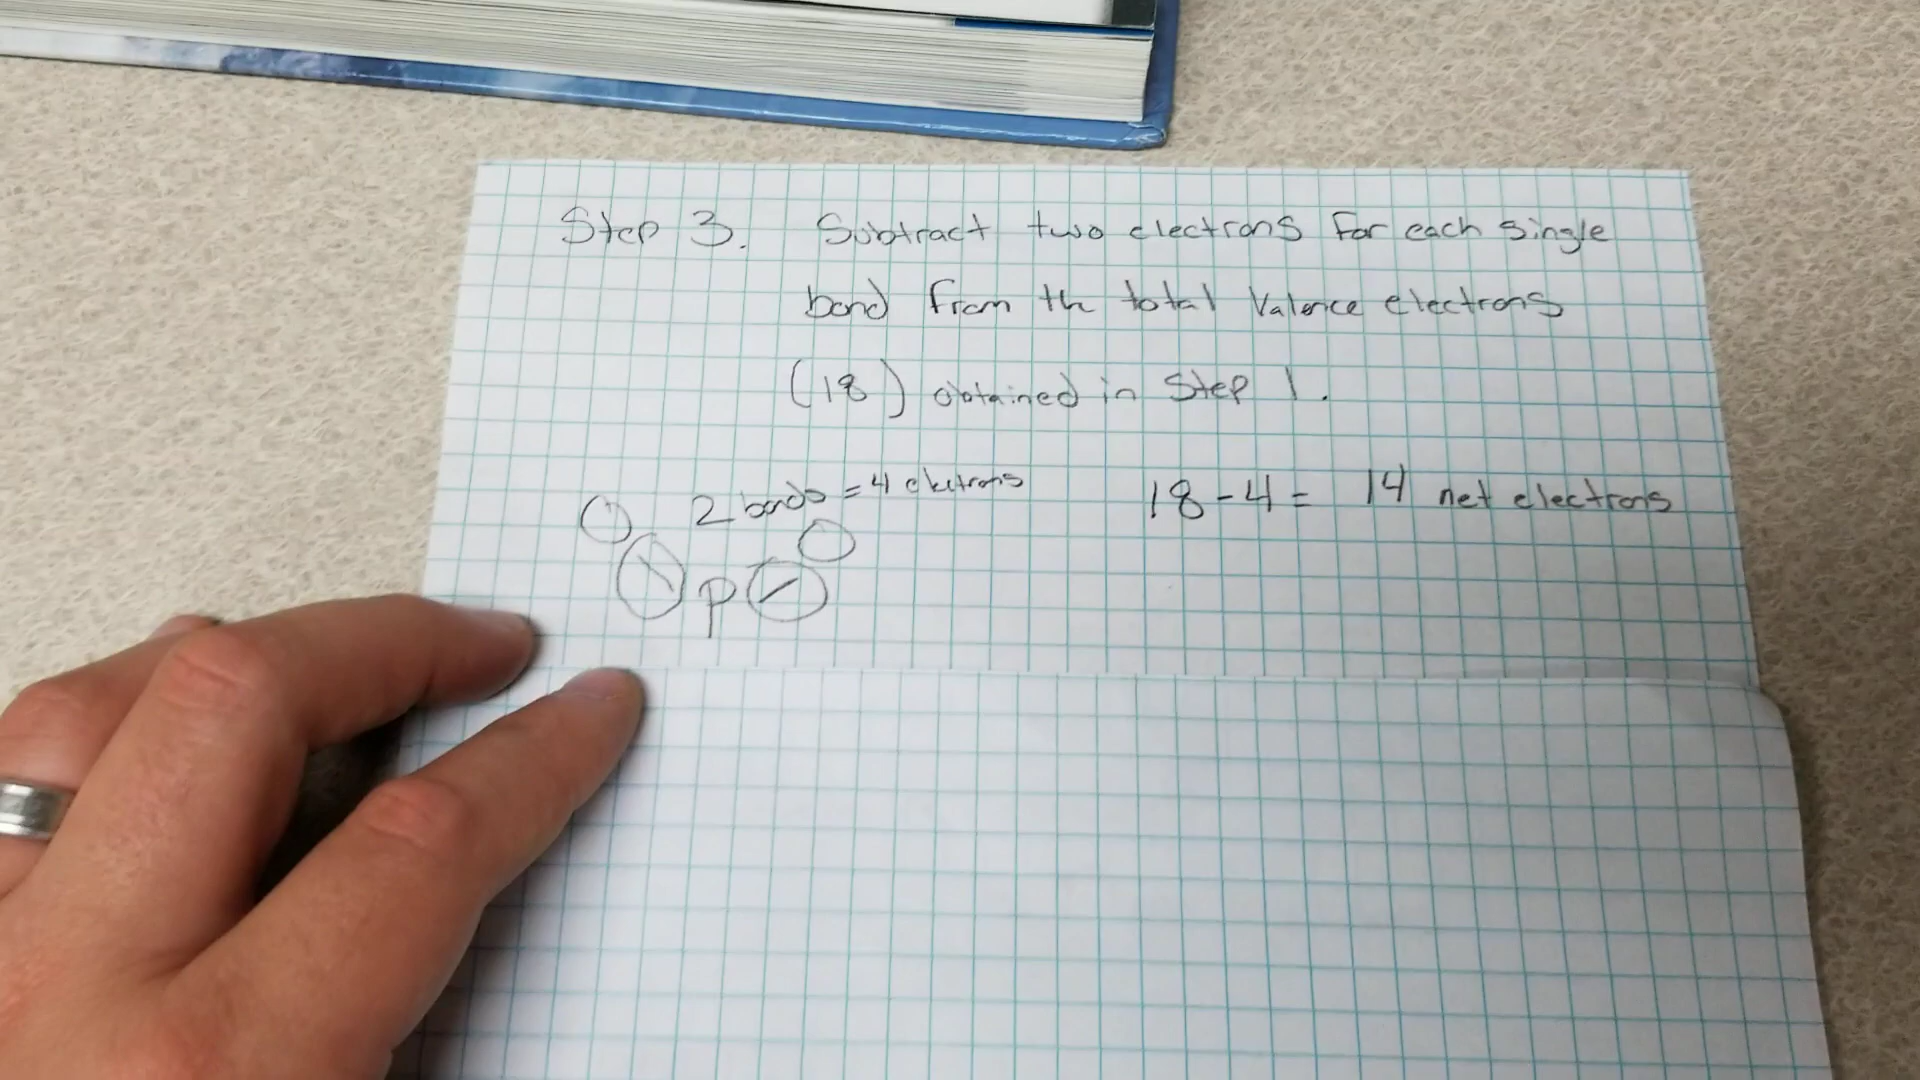 Step 3. Subtract two electrons for each single
bond from the total Valence electrons
(18) obtained in Step 1.
2 bonds = 4 electrons 18 - 4 = 14 net electrons
O O
P